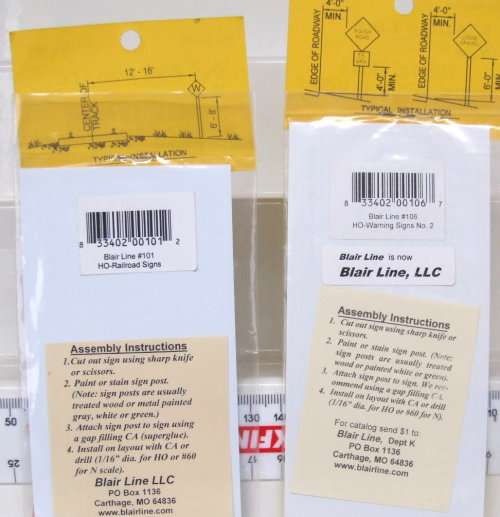 12' - 16'
CENTER OF
TRACK
W
6' - 8'
TYPICAL INSTALLATION
8 33402 00101 2
Blair Line #101
HO-Railroad Signs
Assembly Instructions
1. Cut out sign using sharp knife
or scissors.
2. Paint or stain sign post.
(Note: sign posts are usually
treated wood or metal painted
gray, white or green.)
3. Attach sign post to sign using
a gap filling CA (superglue).
4. Install on layout with CA or
drill (1/16" dia. for HO or #60
for N scale).
Blair Line LLC
PO Box 1136
Carthage, MO 64836
www.blairline.com
4'-0"
MIN.
4'-0"
MIN.
EDGE OF ROADWAY
EDGE OF ROADWAY
4'-0"
MIN.
6'-0"
MIN.
TYPICAL INSTALLATION
8 33402 00106 7
Blair Line #106
HO-Warning Signs No. 2
Blair Line is now
Blair Line, LLC
Assembly Instructions
1. Cut out sign using sharp knife or
scissors.
2. Paint or stain sign post. (Note:
sign posts are usually treated
wood or painted white or green).
3. Attach sign post to sign. We rec-
ommend using a gap filling CA.
4. Install on layout with CA or drill
(1/16" dia. for HO or #60 for N).
For catalog send $1 to:
Blair Line, Dept K
PO Box 1136
Carthage, MO 64836
www.blairline.com